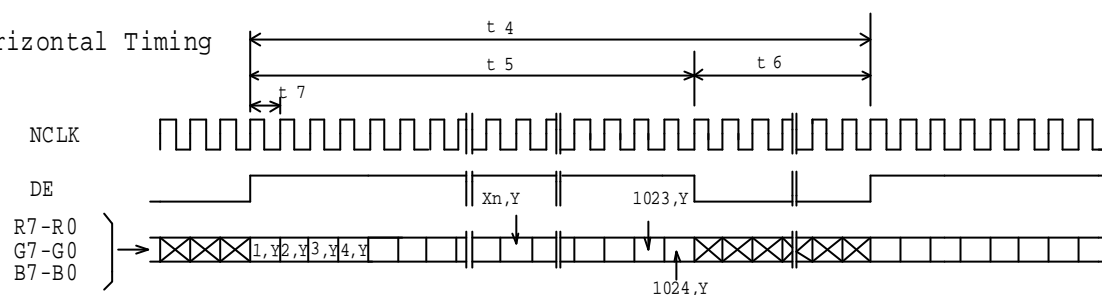 rizontal Timing
t 4
t 5
t 6
t 7
NCLK
DE
Xn,Y
1023,Y
R7-R0
G7-G0
B7-B0
1,Y 2,Y 3,Y 4,Y
1024,Y